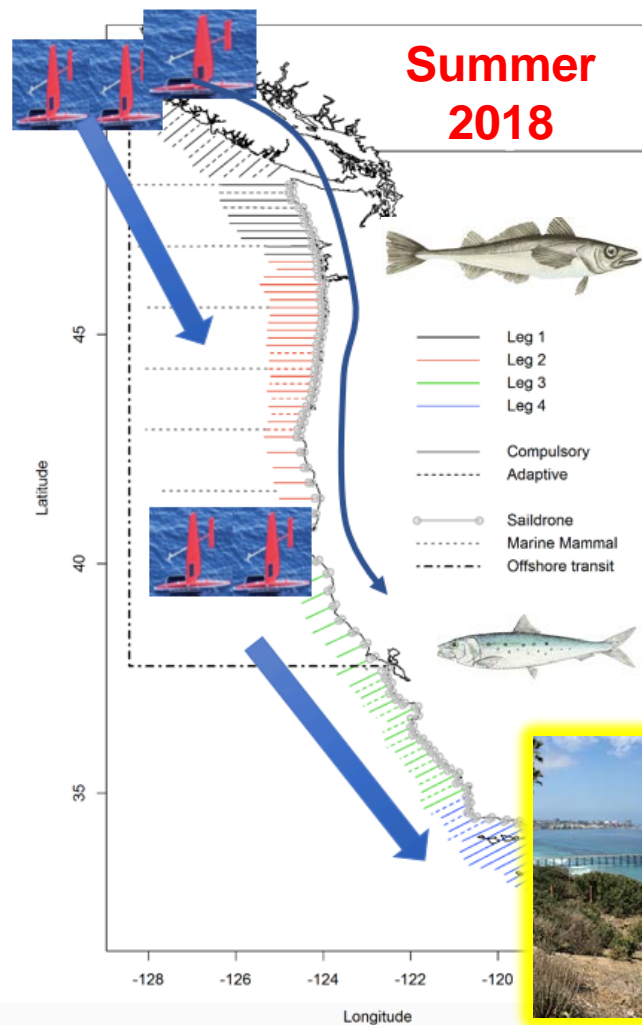 Summer
2018
Leg 1
Leg 2
Leg 3
Leg 4
Compulsory
Adaptive
Saildrone
Marine Mammal
Offshore transit
Latitude
45
40
35
-128
-126
-124
-122
-120
Longitude